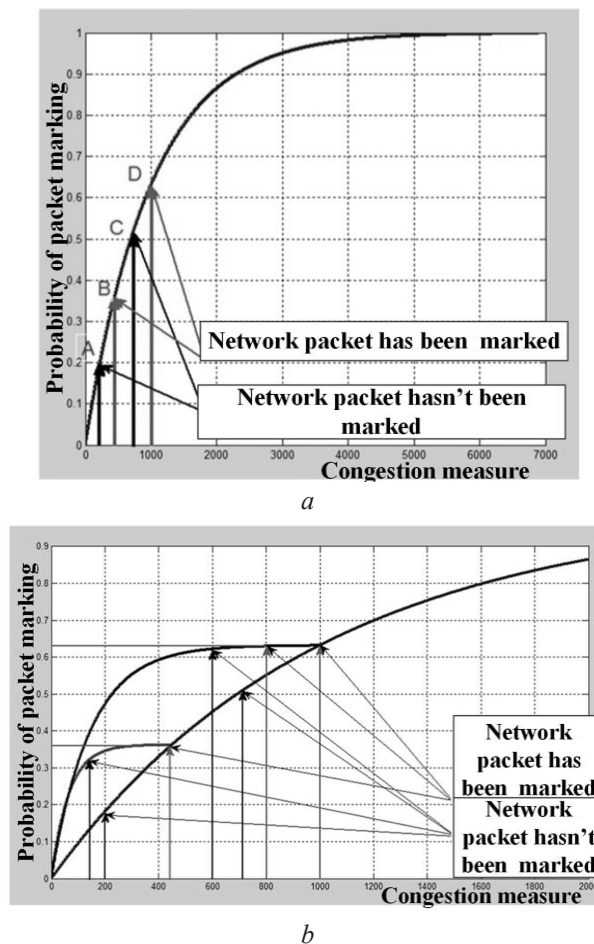 Probability of packet marking
1
0.9
0.8
0.7
0.6
0.5
0.4
0.3
0.2
0.1
0
D
C
B
A
Network packet has been marked
Network packet hasn't been
marked
0 1000 2000 3000 4000 5000 6000 7000
Congestion measure
a
Probability of packet marking
0.9
0.8
0.7
0.6
0.5
0.4
0.3
0.2
0.1
0
Network
packet has
been marked
Network
packet hasn't
been marked
0 200 400 600 800 1000 1200 1400 1600 1800 2000
Congestion measure
b